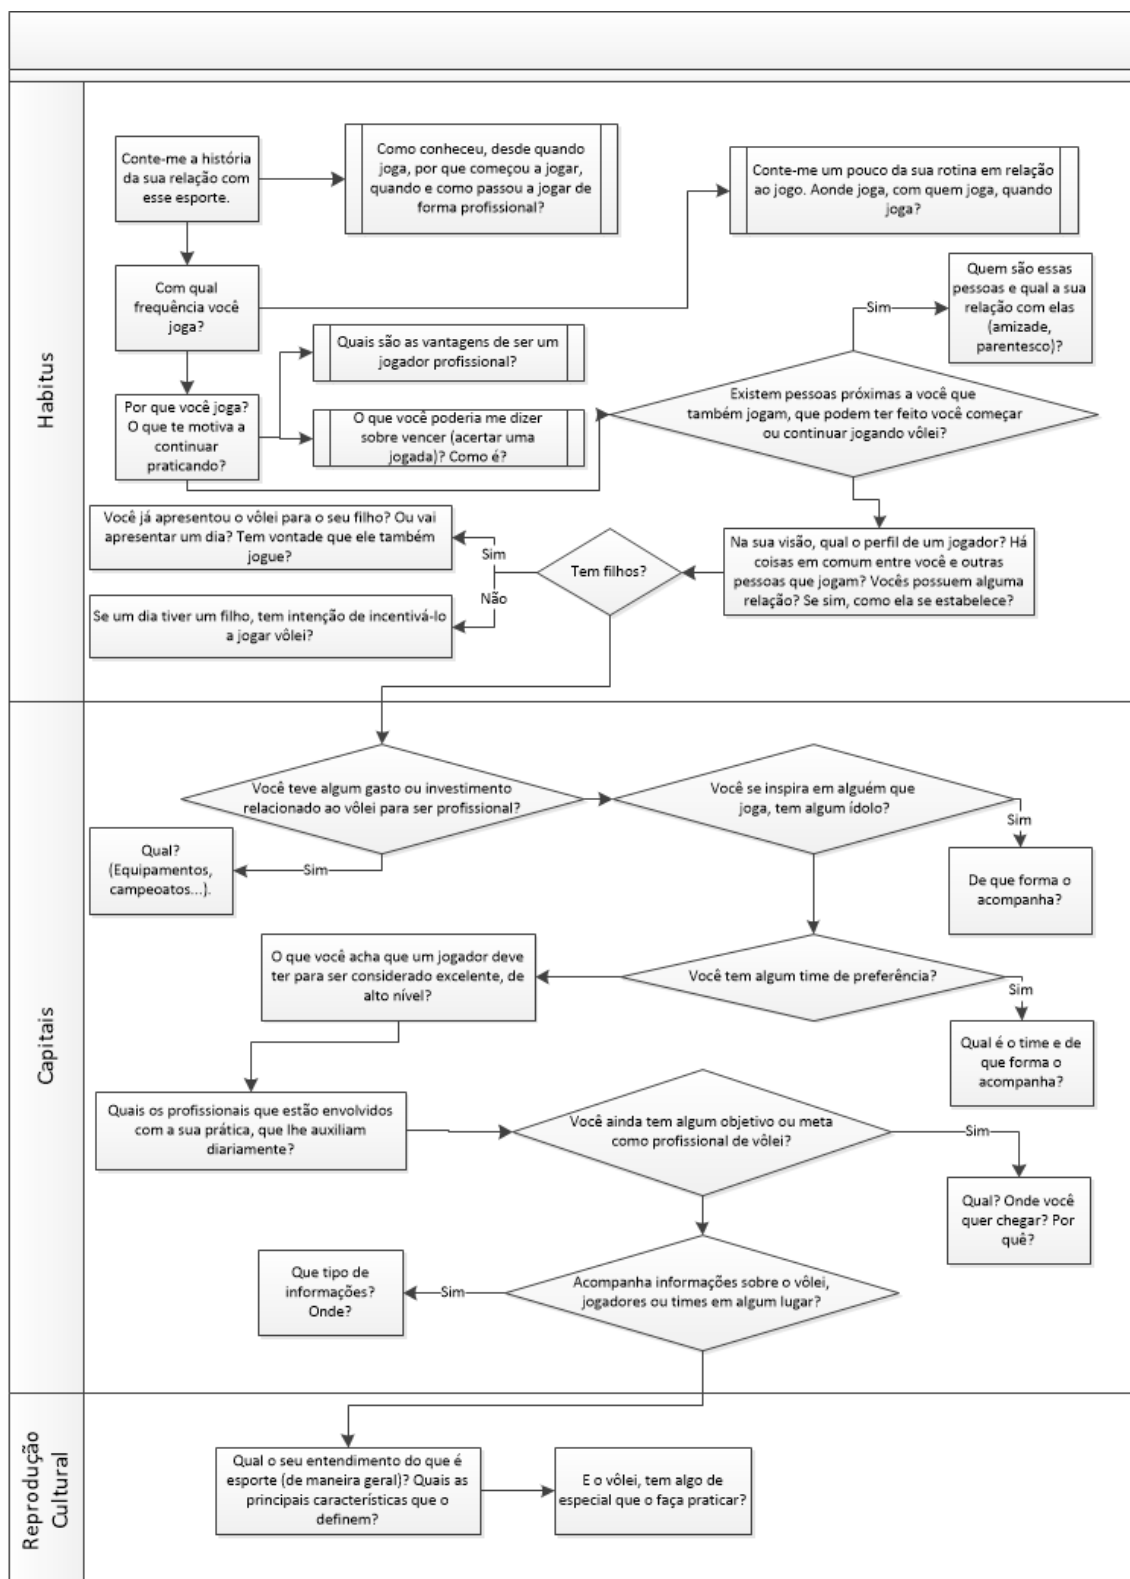 Habitus
Conte-me a história
da sua relação com
esse esporte.
Como conheceu, desde quando
joga, por que começou a jogar,
quando e como passou a jogar de
forma profissional?
Conte-me um pouco da sua rotina em relação
ao jogo. Aonde joga, com quem joga, quando
joga?
Com qual
frequência você
joga?
Quem são essas
pessoas e qual a sua
relação com elas
(amizade,
parentesco)?
Sim
Quais são as vantagens de ser um
jogador profissional?
Por que você joga?
O que te motiva a
continuar
praticando?
O que você poderia me dizer
sobre vencer (acertar uma
jogada)? Como é?
Existem pessoas próximas a você que
também jogam, que podem ter feito você começar
ou continuar jogando vôlei?
Você já apresentou o vôlei para o seu filho? Ou vai
apresentar um dia? Tem vontade que ele também
jogue?
Sim
Tem filhos?
Na sua visão, qual o perfil de um jogador? Há
coisas em comum entre você e outras
pessoas que jogam? Vocês possuem alguma
relação? Se sim, como ela se estabelece?
Não
Se um dia tiver um filho, tem intenção de incentivá-lo
a jogar vôlei?
Capitais
Você teve algum gasto ou investimento
relacionado ao vôlei para ser profissional?
Você se inspira em alguém que
joga, tem algum ídolo?
Sim
Qual?
(Equipamentos,
campeoatos...).
Sim
De que forma o
acompanha?
O que você acha que um jogador deve
ter para ser considerado excelente, de
alto nível?
Você tem algum time de preferência?
Sim
Qual é o time e de
que forma o
acompanha?
Quais os profissionais que estão envolvidos
com a sua prática, que lhe auxiliam
diariamente?
Você ainda tem algum objetivo ou meta
como profissional de vôlei?
Sim
Qual? Onde você
quer chegar? Por
quê?
Que tipo de
informações?
Onde?
Sim
Acompanha informações sobre o vôlei,
jogadores ou times em algum lugar?
Reprodução
Cultural
Qual o seu entendimento do que é
esporte (de maneira geral)? Quais as
principais características que o
definem?
E o vôlei, tem algo de
especial que o faça praticar?